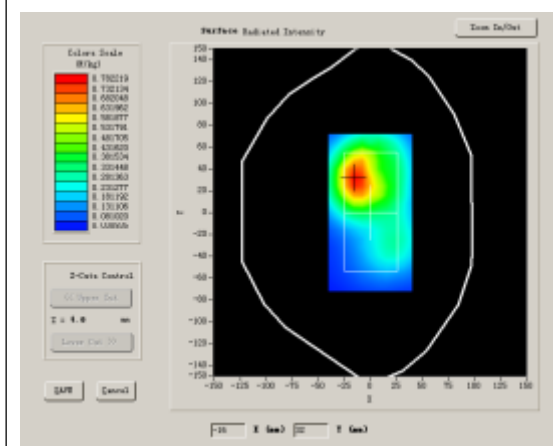 Surface Radiated Intensity
Zoom In/Out
Colors Scale
(W/kg)
0.782219
0.732134
0.682048
0.631962
0.581877
0.531791
0.481705
0.431620
0.381534
0.331448
0.281363
0.231277
0.181192
0.131106
0.081020
150
140
120
100
80
60
40
20
0
-20
-40
-60
-80
-100
-120
-140
-150
-150 -125 -100 -75 -50 -25 0 25 50 75 100 125 150
Z-Cuts Control
Upper Cut
Z = 4.0 mm
Lower Cut >>
SAVE
Cancel
X (mm) 32 Y (mm)